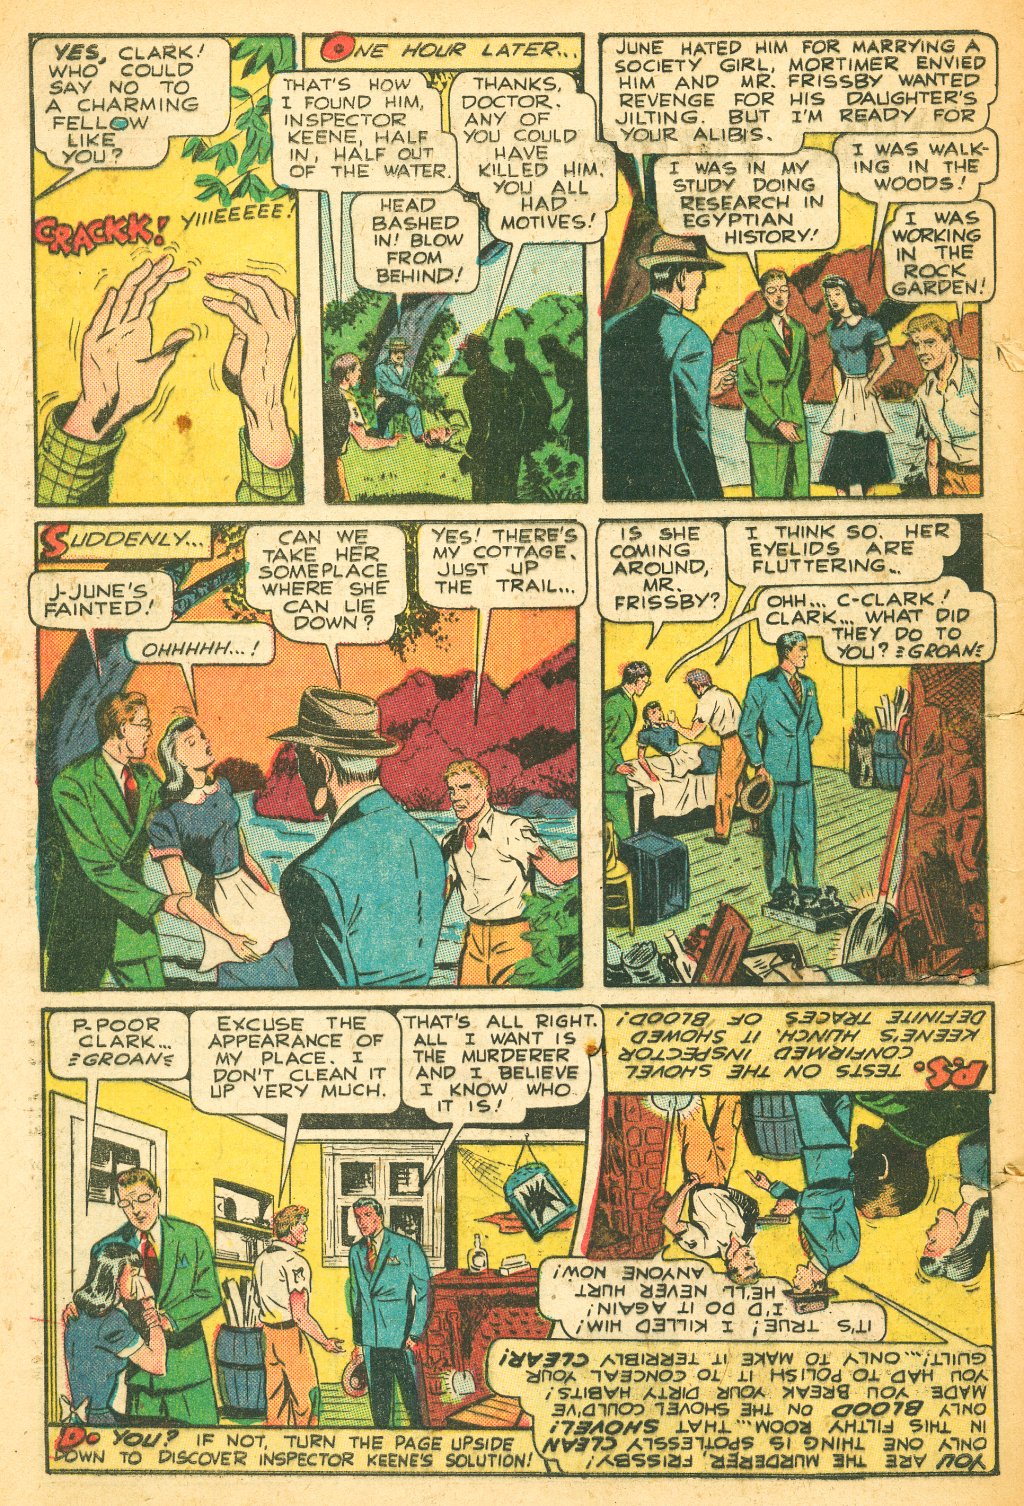 YES, CLARK!
WHO COULD
SAY NO TO
A CHARMING
FELLOW
LIKE
YOU?
CRACKK!
YIIIEEEEE!
ONE HOUR LATER...
THAT'S HOW
I FOUND HIM,
INSPECTOR
KEENE, HALF
IN, HALF OUT
OF THE WATER.
HEAD
BASHED
IN! BLOW
FROM
BEHIND!
THANKS,
DOCTOR.
ANY OF
YOU COULD
HAVE
KILLED HIM.
YOU ALL
HAD
MOTIVES!
JUNE HATED HIM FOR MARRYING A
SOCIETY GIRL, MORTIMER ENVIED
HIM AND MR. FRISSBY WANTED
REVENGE FOR HIS DAUGHTER'S
JILTING. BUT I'M READY FOR
YOUR ALIBIS.
I WAS IN MY
STUDY DOING
RESEARCH IN
EGYPTIAN
HISTORY!
I WAS WALK-
ING IN THE
WOODS!
I WAS
WORKING
IN THE
ROCK
GARDEN!
SUDDENLY...
J-JUNE'S
FAINTED!
OHHHHH...!
CAN WE
TAKE HER
SOMEPLACE
WHERE SHE
CAN LIE
DOWN?
YES! THERE'S
MY COTTAGE.
JUST UP
THE TRAIL...
IS SHE
COMING
AROUND,
MR.
FRISSBY?
I THINK SO. HER
EYELIDS ARE
FLUTTERING...
OHH... C-CLARK!
CLARK... WHAT DID
THEY DO TO
YOU? =GROAN=
P-POOR
CLARK...
=GROAN=
EXCUSE THE
APPEARANCE OF
MY PLACE. I
DON'T CLEAN IT
UP VERY MUCH.
THAT'S ALL RIGHT.
ALL I WANT IS
THE MURDERER
AND I BELIEVE
I KNOW WHO
IT IS!
DO YOU? IF NOT, TURN THE PAGE UPSIDE
DOWN TO DISCOVER INSPECTOR KEENE'S SOLUTION!
YOU ARE THE MURDERER, FRISSBY!
ONLY ONE THING IS SPOTLESSLY CLEAN
IN THIS FILTHY ROOM...THAT SHOVEL!
ONLY BLOOD ON THE SHOVEL COULD'VE
MADE YOU BREAK YOUR DIRTY HABITS!
YOU HAD TO POLISH IT TO CONCEAL YOUR
GUILT!...ONLY TO MAKE IT TERRIBLY CLEAR!
IT'S TRUE! I KILLED HIM!
I'D DO IT AGAIN!
HE'LL NEVER HURT
ANYONE NOW!
P.S. TESTS ON THE SHOVEL
CONFIRMED INSPECTOR
KEENE'S HUNCH. IT SHOWED
DEFINITE TRACES OF BLOOD!